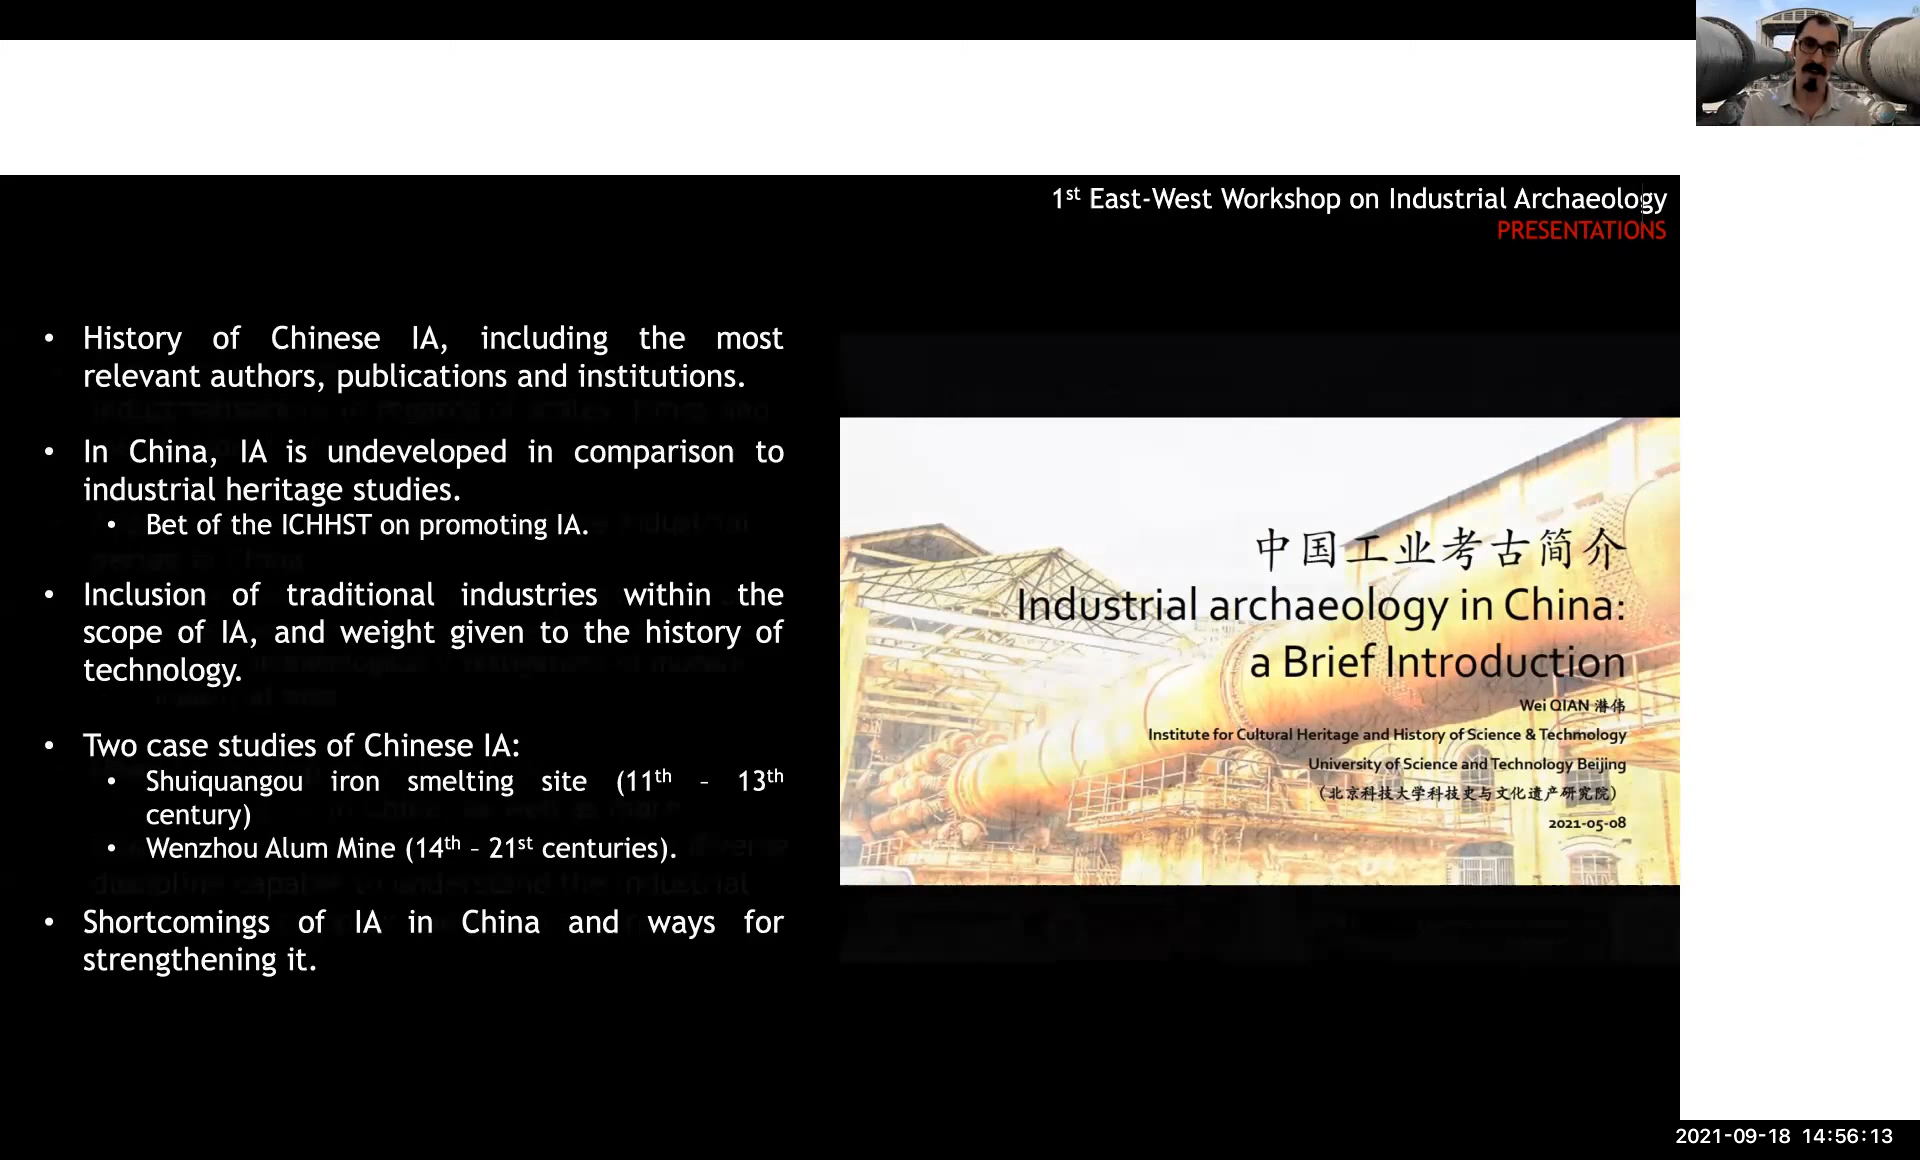 1st East-West Workshop on Industrial Archaeology
PRESENTATIONS
• History of Chinese IA, including the most
relevant authors, publications and institutions.
• In China, IA is undeveloped in comparison to
industrial heritage studies.
• Bet of the ICHHST on promoting IA.
• Inclusion of traditional industries within the
scope of IA, and weight given to the history of
technology.
• Two case studies of Chinese IA:
• Shuiquangou iron smelting site (11th – 13th
century)
• Wenzhou Alum Mine (14th – 21st centuries).
• Shortcomings of IA in China and ways for
strengthening it.
中国工业考古简介
Industrial archaeology in China:
a Brief Introduction
Wei QIAN 潜伟
Institute for Cultural Heritage and History of Science & Technology
University of Science and Technology Beijing
（北京科技大学科技史与文化遗产研究院）
2021-05-08
2021-09-18 14:56:13